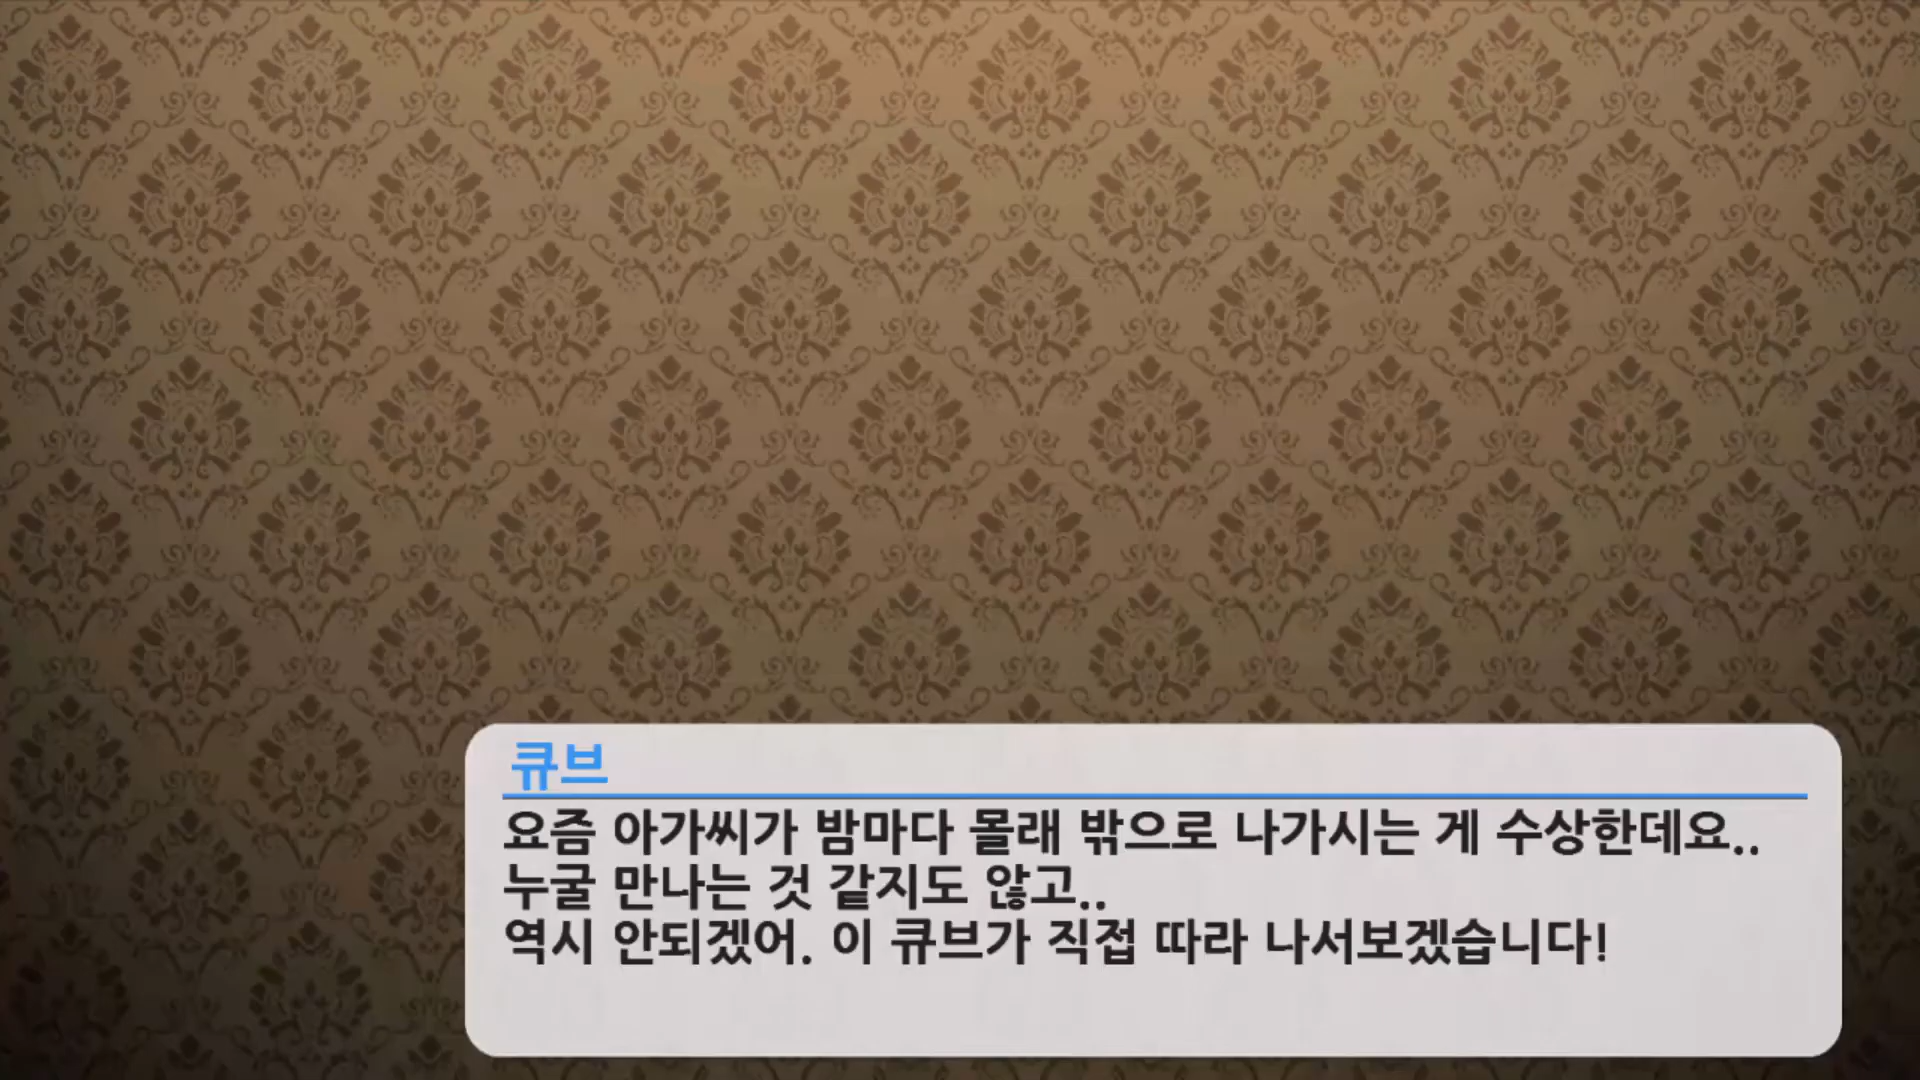 큐브
요즘 아가씨가 밤마다 몰래 밖으로 나가시는 게 수상한데요..
누굴 만나는 것 같지도 않고..
역시 안되겠어. 이 큐브가 직접 따라 나서보겠습니다!